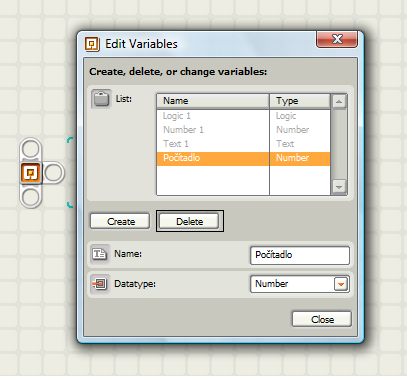 Edit Variables
Create, delete, or change variables:
List:
Name Type
Logic 1 Logic
Number 1 Number
Text 1 Text
Počítadlo Number
Create Delete
Name: Počítadlo
Datatype: Number
Close